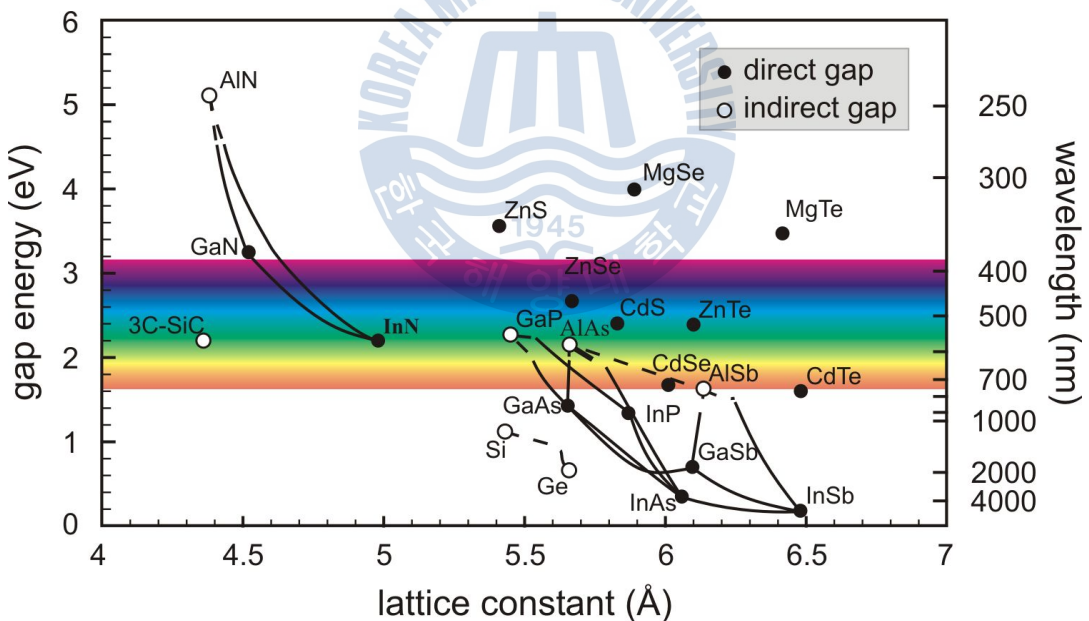 KOREA MA
UNIVERSITY
1945
6
5
4
3
2
1
0
gap energy (eV)
4
4.5
5
5.5
6
6.5
7
lattice constant (Å)
250
300
400
500
700
1000
2000
4000
wavelength (nm)
direct gap
indirect gap
AlN
MgSe
ZnS
MgTe
GaN
ZnSe
3C-SiC
InN
GaP
AlAs
CdS
ZnTe
CdSe
AlSb
CdTe
GaAs
InP
Si
Ge
GaSb
InAs
InSb